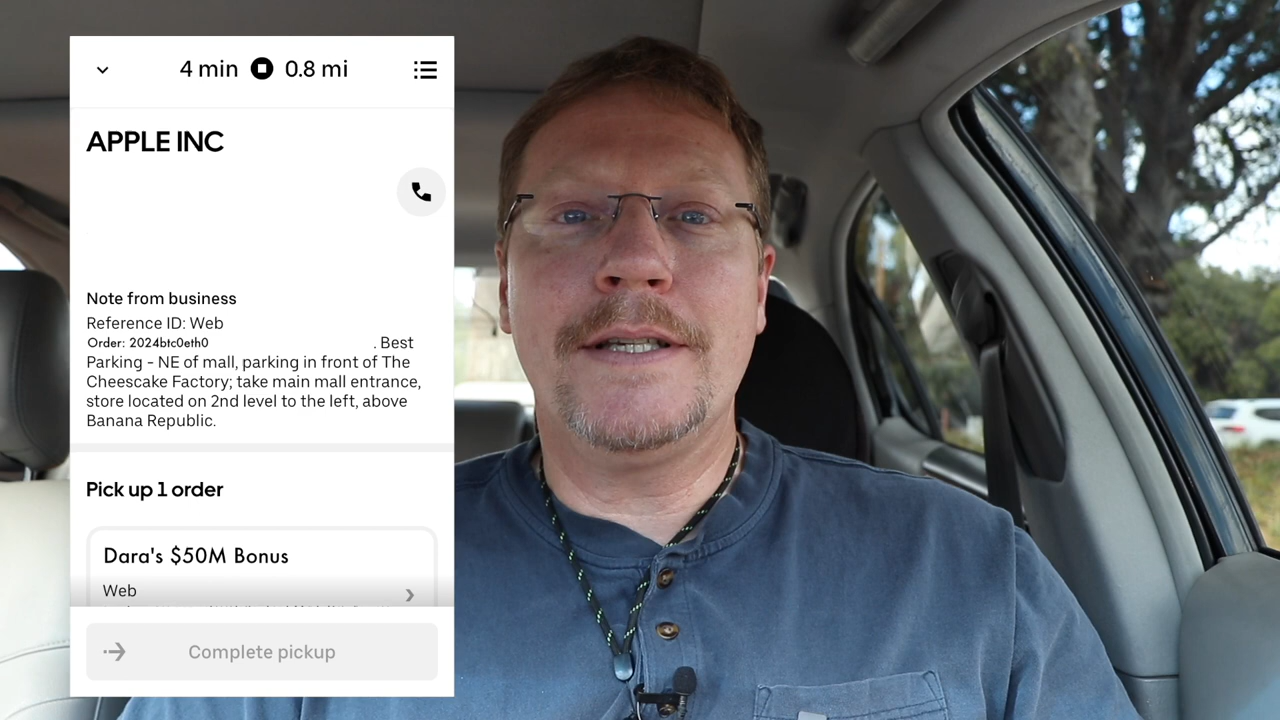 4 min 0.8 mi
APPLE INC
Note from business
Reference ID: Web
Order: 2024btc0eth0 . Best
Parking - NE of mall, parking in front of The
Cheescake Factory; take main mall entrance,
store located on 2nd level to the left, above
Banana Republic.
Pick up 1 order
Dara's $50M Bonus
Web
Complete pickup